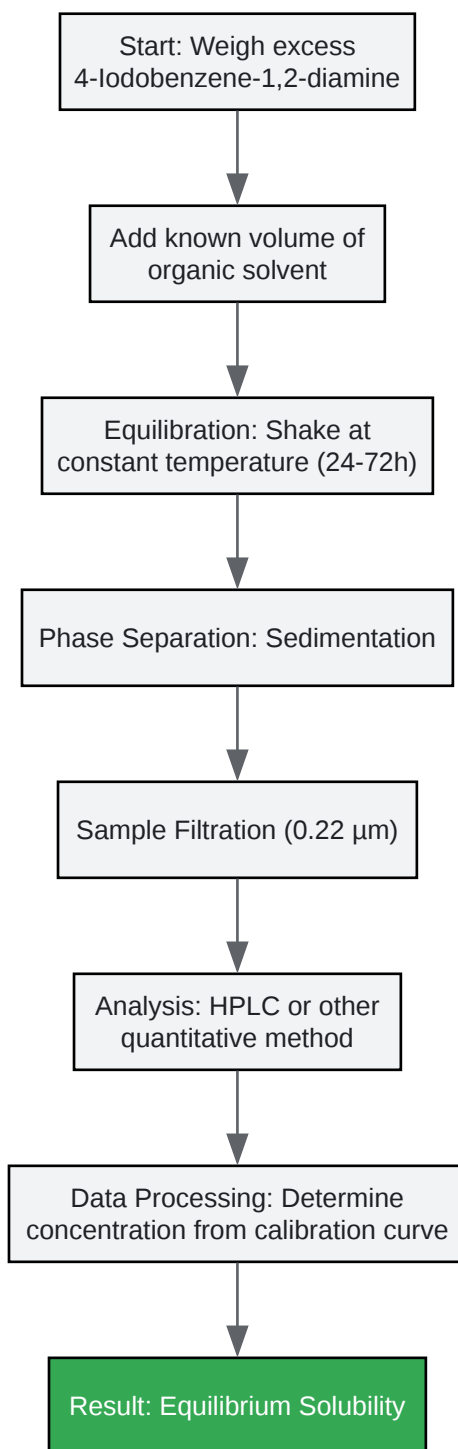 Start: Weigh excess
4-Iodobenzene-1,2-diamine
Add known volume of
organic solvent
Equilibration: Shake at
constant temperature (24-72h)
Phase Separation: Sedimentation
Sample Filtration (0.22 µm)
Analysis: HPLC or other
quantitative method
Data Processing: Determine
concentration from calibration curve
Result: Equilibrium Solubility